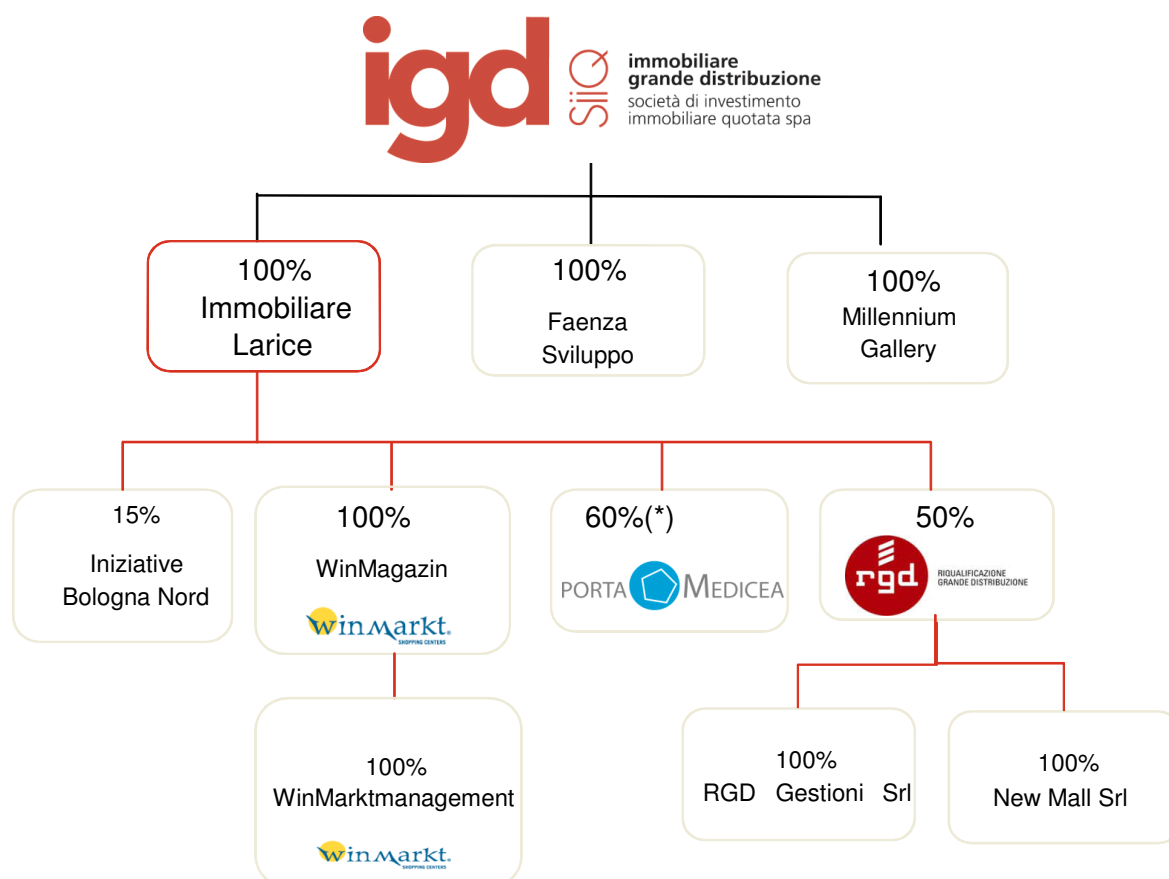 igd
SiiQ
immobiliare
grande distribuzione
società di investimento
immobiliare quotata spa
100%
Immobiliare
Larice
100%
Faenza
Sviluppo
100%
Millennium
Gallery
15%
Iniziative
Bologna Nord
100%
WinMagazin
winmarkt.
SHOPPING CENTERS
60%(*)
PORTA MEDICEA
50%
rgd
RIQUALIFICAZIONE
GRANDE DISTRIBUZIONE
100%
WinMarktmanagement
winmarkt.
SHOPPING CENTERS
100%
RGD Gestioni Srl
100%
New Mall Srl